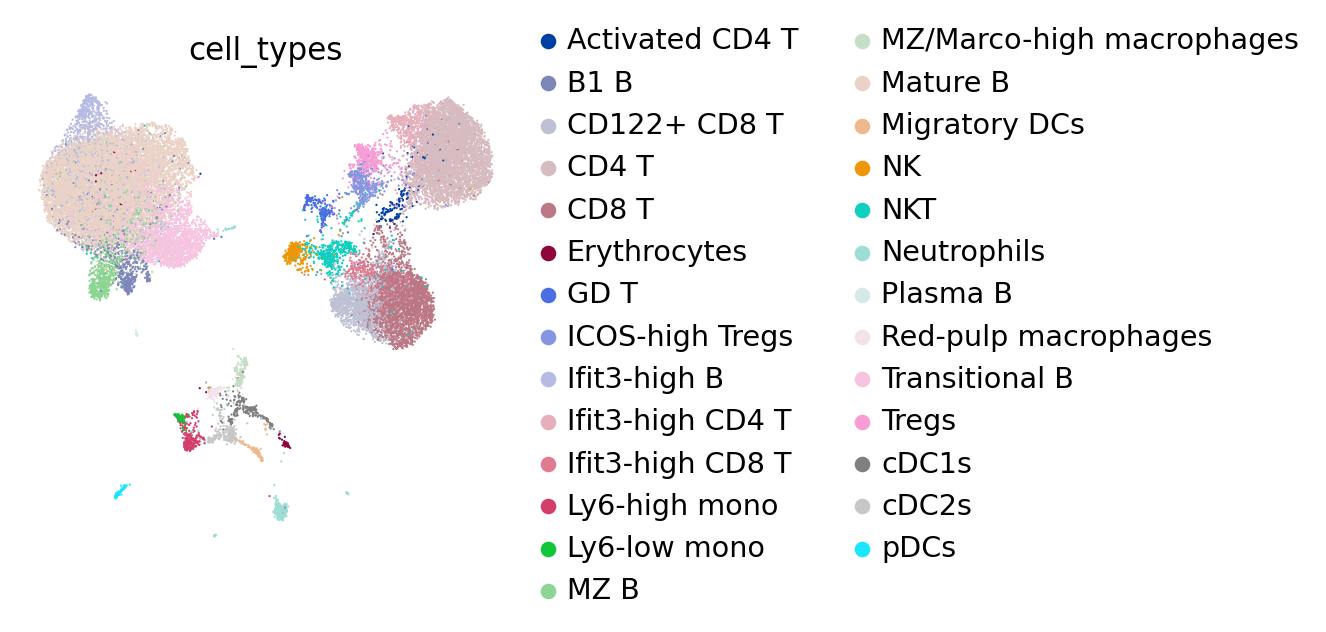 cell_types
Activated CD4 T
B1 B
CD122+ CD8 T
CD4 T
CD8 T
Erythrocytes
GD T
ICOS-high Tregs
Ifit3-high B
Ifit3-high CD4 T
Ifit3-high CD8 T
Ly6-high mono
Ly6-low mono
MZ B
MZ/Marco-high macrophages
Mature B
Migratory DCs
NK
NKT
Neutrophils
Plasma B
Red-pulp macrophages
Transitional B
Tregs
cDC1s
cDC2s
pDCs